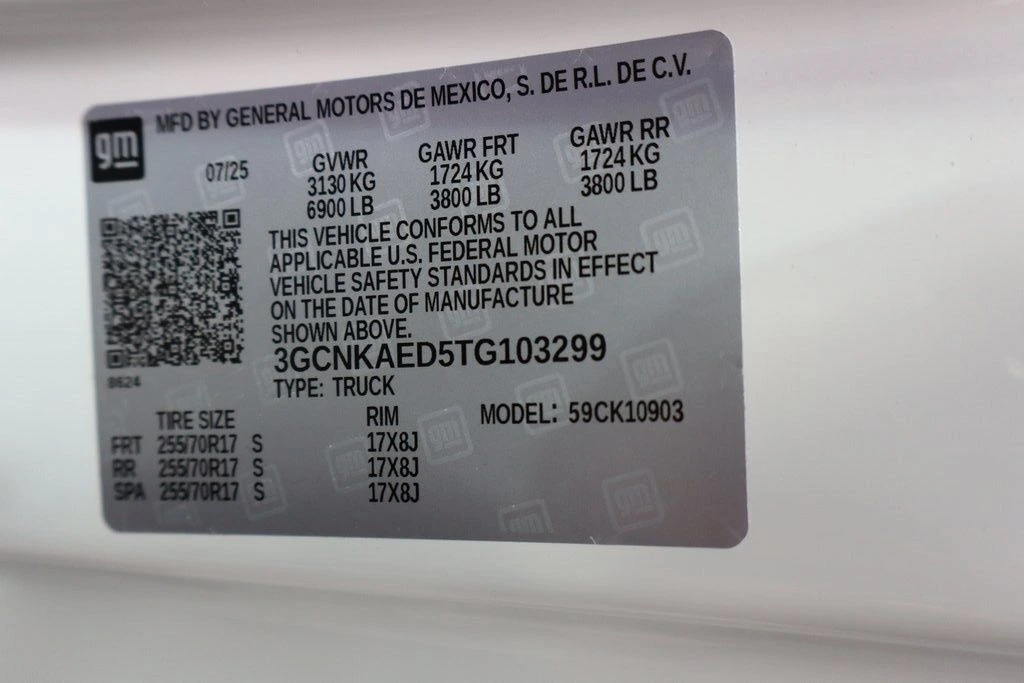 gm
MFD BY GENERAL MOTORS DE MEXICO, S. DE R.L. DE C.V.
07/25 GVWR GAWR FRT GAWR RR
3130 KG 1724 KG 1724 KG
6900 LB 3800 LB 3800 LB
THIS VEHICLE CONFORMS TO ALL
APPLICABLE U.S. FEDERAL MOTOR
VEHICLE SAFETY STANDARDS IN EFFECT
ON THE DATE OF MANUFACTURE
SHOWN ABOVE.
3GCNKAED5TG103299
8624
TYPE: TRUCK
TIRE SIZE RIM MODEL: 59CK10903
FRT 255/70R17 S 17X8J
RR 255/70R17 S 17X8J
SPA 255/70R17 S 17X8J